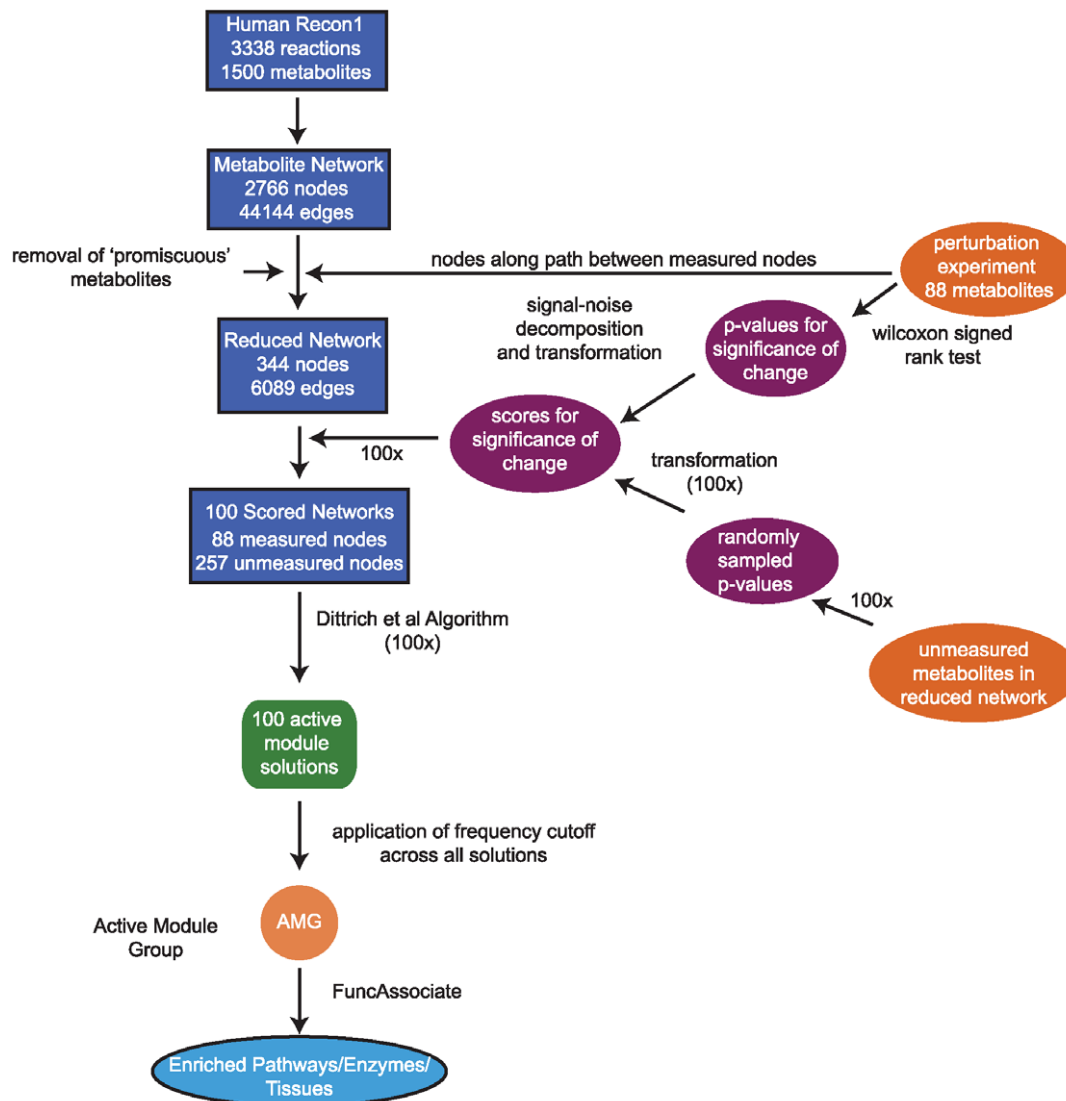 Human Recon1
3338 reactions
1500 metabolites
Metabolite Network
2766 nodes
44144 edges
removal of 'promiscuous'
metabolites
nodes along path between measured nodes
perturbation
experiment
88 metabolites
signal-noise
decomposition
and transformation
p-values for
significance of
change
wilcoxon signed
rank test
Reduced Network
344 nodes
6089 edges
scores for
significance of
change
100x
transformation
(100x)
100 Scored Networks
88 measured nodes
257 unmeasured nodes
randomly
sampled
p-values
100x
unmeasured
metabolites in
reduced network
Dittrich et al Algorithm
(100x)
100 active
module
solutions
application of frequency cutoff
across all solutions
AMG
Active Module
Group
FuncAssociate
Enriched Pathways/Enzymes/
Tissues